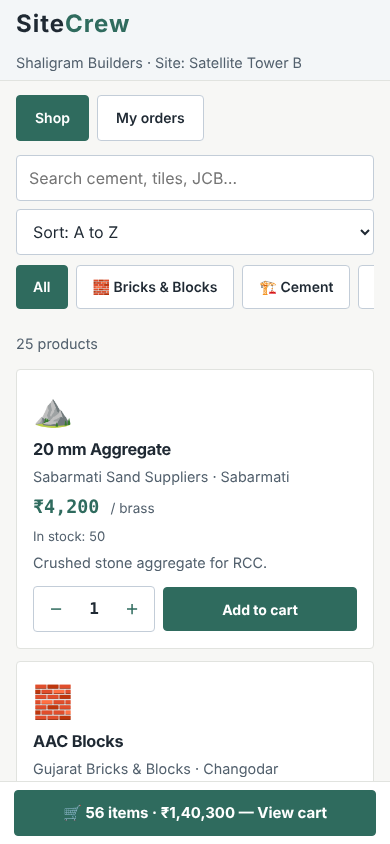 SiteCrew
Shaligram Builders · Site: Satellite Tower B
Shop
My orders
Search cement, tiles, JCB...
Sort: A to Z
All
🧱 Bricks & Blocks
🏗️ Cement
25 products
20 mm Aggregate
Sabarmati Sand Suppliers · Sabarmati
₹4,200 / brass
In stock: 50
Crushed stone aggregate for RCC.
− 1 +
Add to cart
AAC Blocks
Gujarat Bricks & Blocks · Changodar
🛒 56 items · ₹1,40,300 — View cart